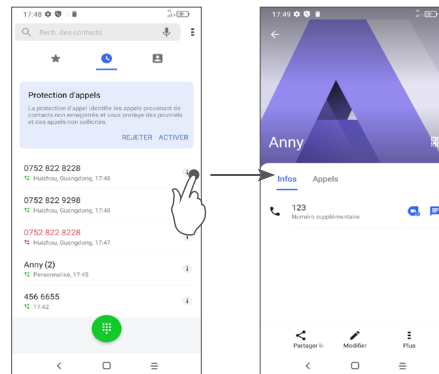 17:48
Rech. des contacts
Protection d'appels
La protection d'appel identifie les appels provenant de
contacts non enregistrés et vous protège des pourriels
et des appels non sollicités.
REJETER ACTIVER
0752 822 8228
Huizhou, Guangdong, 17:48
0752 822 9298
Huizhou, Guangdong, 17:48
0752 822 8228
Huizhou, Guangdong, 17:47
Anny (2)
Personnalisé, 17:45
456 6655
17:42
17:49
Anny
Infos Appels
123
Numéro supplémentaire
Partager le Modifier Plus